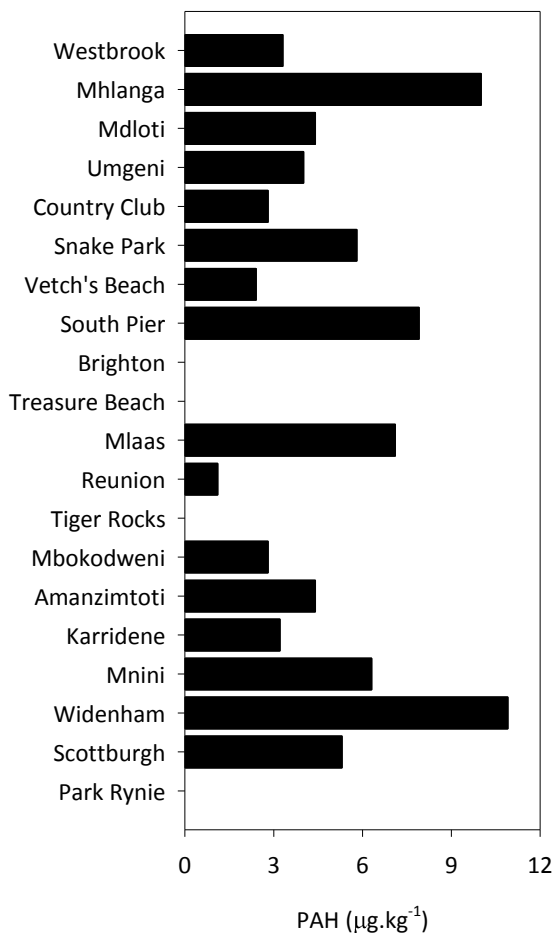 Westbrook
Mhlanga
Mdloti
Umgeni
Country Club
Snake Park
Vetch's Beach
South Pier
Brighton
Treasure Beach
Mlaas
Reunion
Tiger Rocks
Mbokodweni
Amanzimtoti
Karridene
Mnini
Widenham
Scottburgh
Park Rynie
0 3 6 9 12
PAH (µg.kg⁻¹)